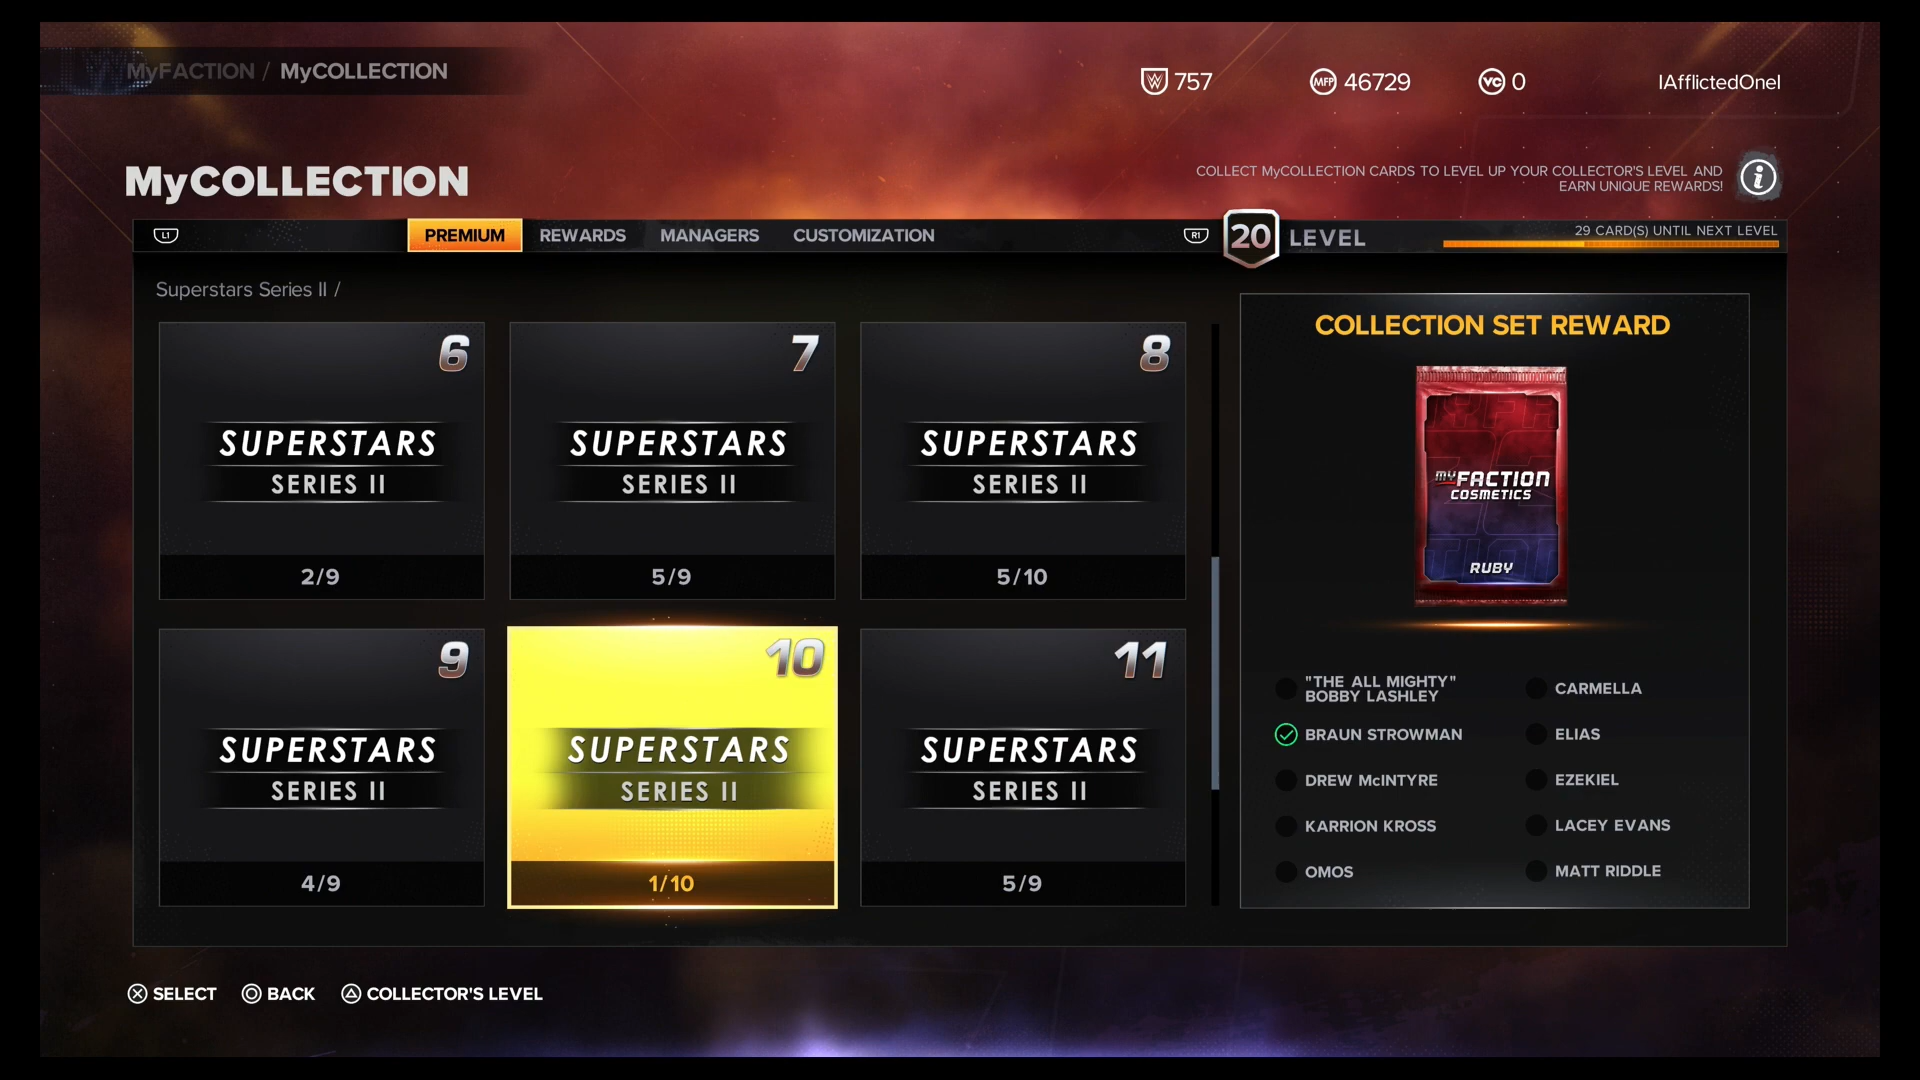 MyFACTION / MyCOLLECTION
757
MFP 46729
VC 0
IAfflictedOneI
MyCOLLECTION
COLLECT MyCOLLECTION CARDS TO LEVEL UP YOUR COLLECTOR'S LEVEL AND
EARN UNIQUE REWARDS!
L1
PREMIUM
REWARDS
MANAGERS
CUSTOMIZATION
R1
20 LEVEL
29 CARD(S) UNTIL NEXT LEVEL
Superstars Series II /
6
SUPERSTARS
SERIES II
2/9
7
SUPERSTARS
SERIES II
5/9
8
SUPERSTARS
SERIES II
5/10
9
SUPERSTARS
SERIES II
4/9
10
SUPERSTARS
SERIES II
1/10
11
SUPERSTARS
SERIES II
5/9
COLLECTION SET REWARD
MYFACTION
COSMETICS
RUBY
"THE ALL MIGHTY"
BOBBY LASHLEY
BRAUN STROWMAN
DREW McINTYRE
KARRION KROSS
OMOS
CARMELLA
ELIAS
EZEKIEL
LACEY EVANS
MATT RIDDLE
SELECT
BACK
COLLECTOR'S LEVEL